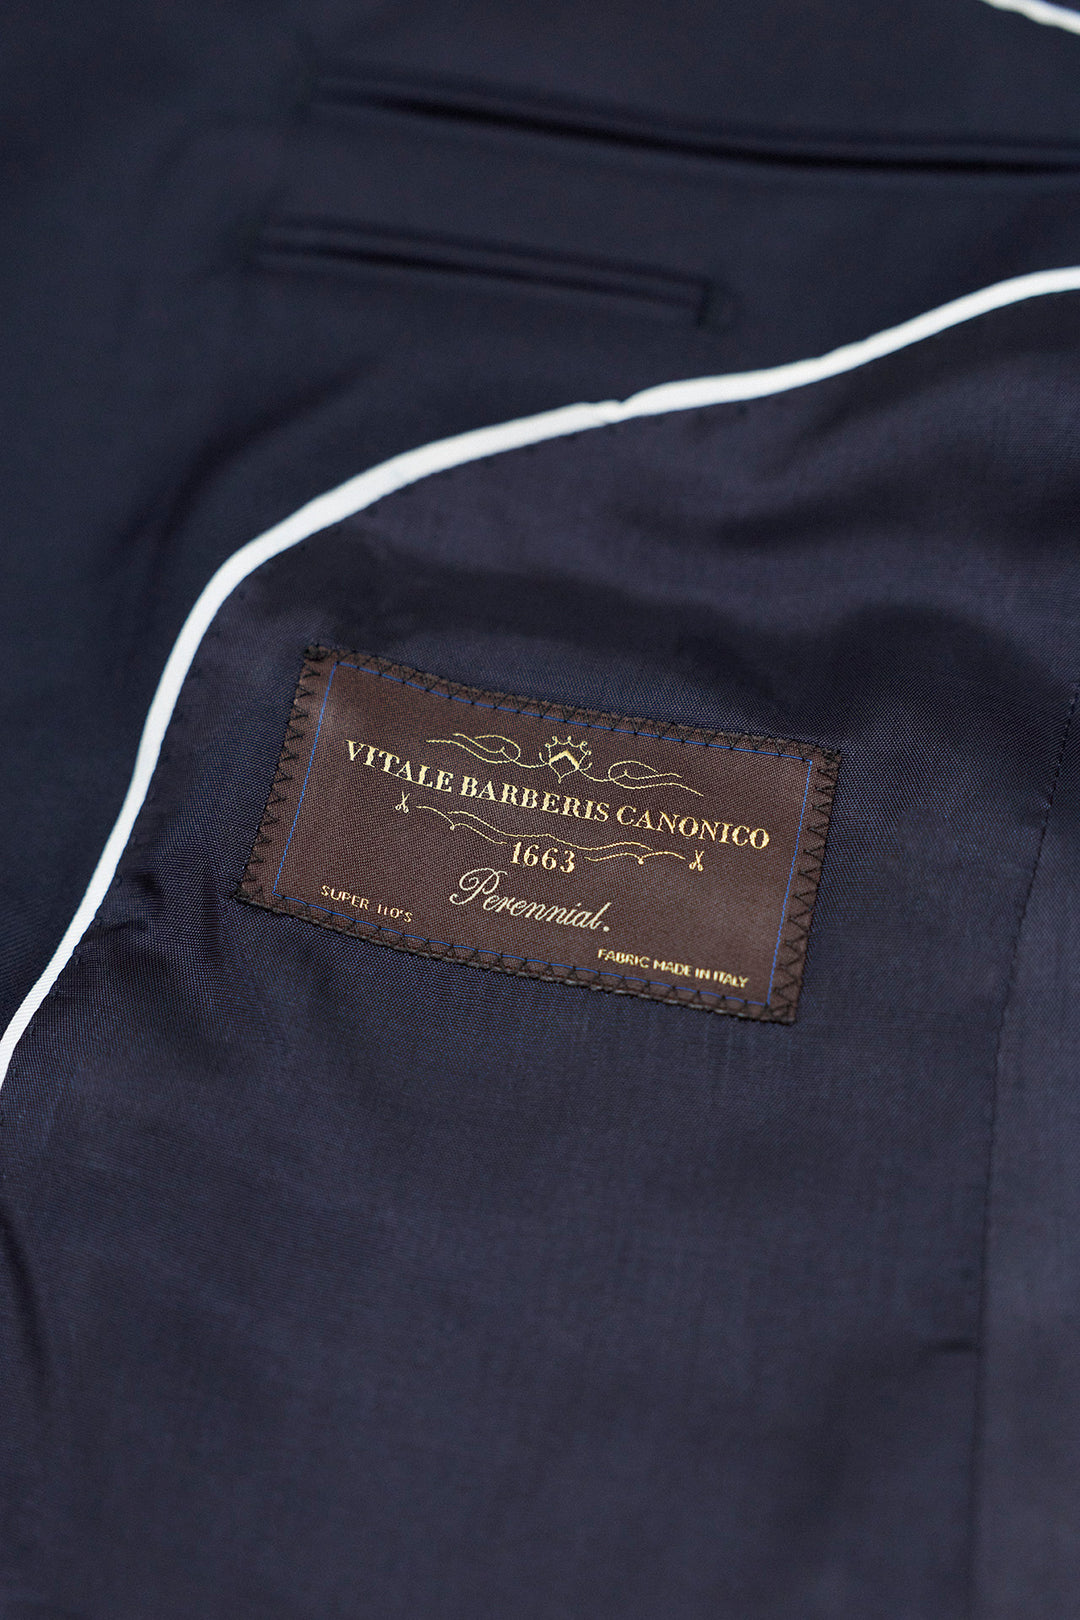 VITALE BARBERIS CANONICO
1663
Perennial.
SUPER 110'S
FABRIC MADE IN ITALY